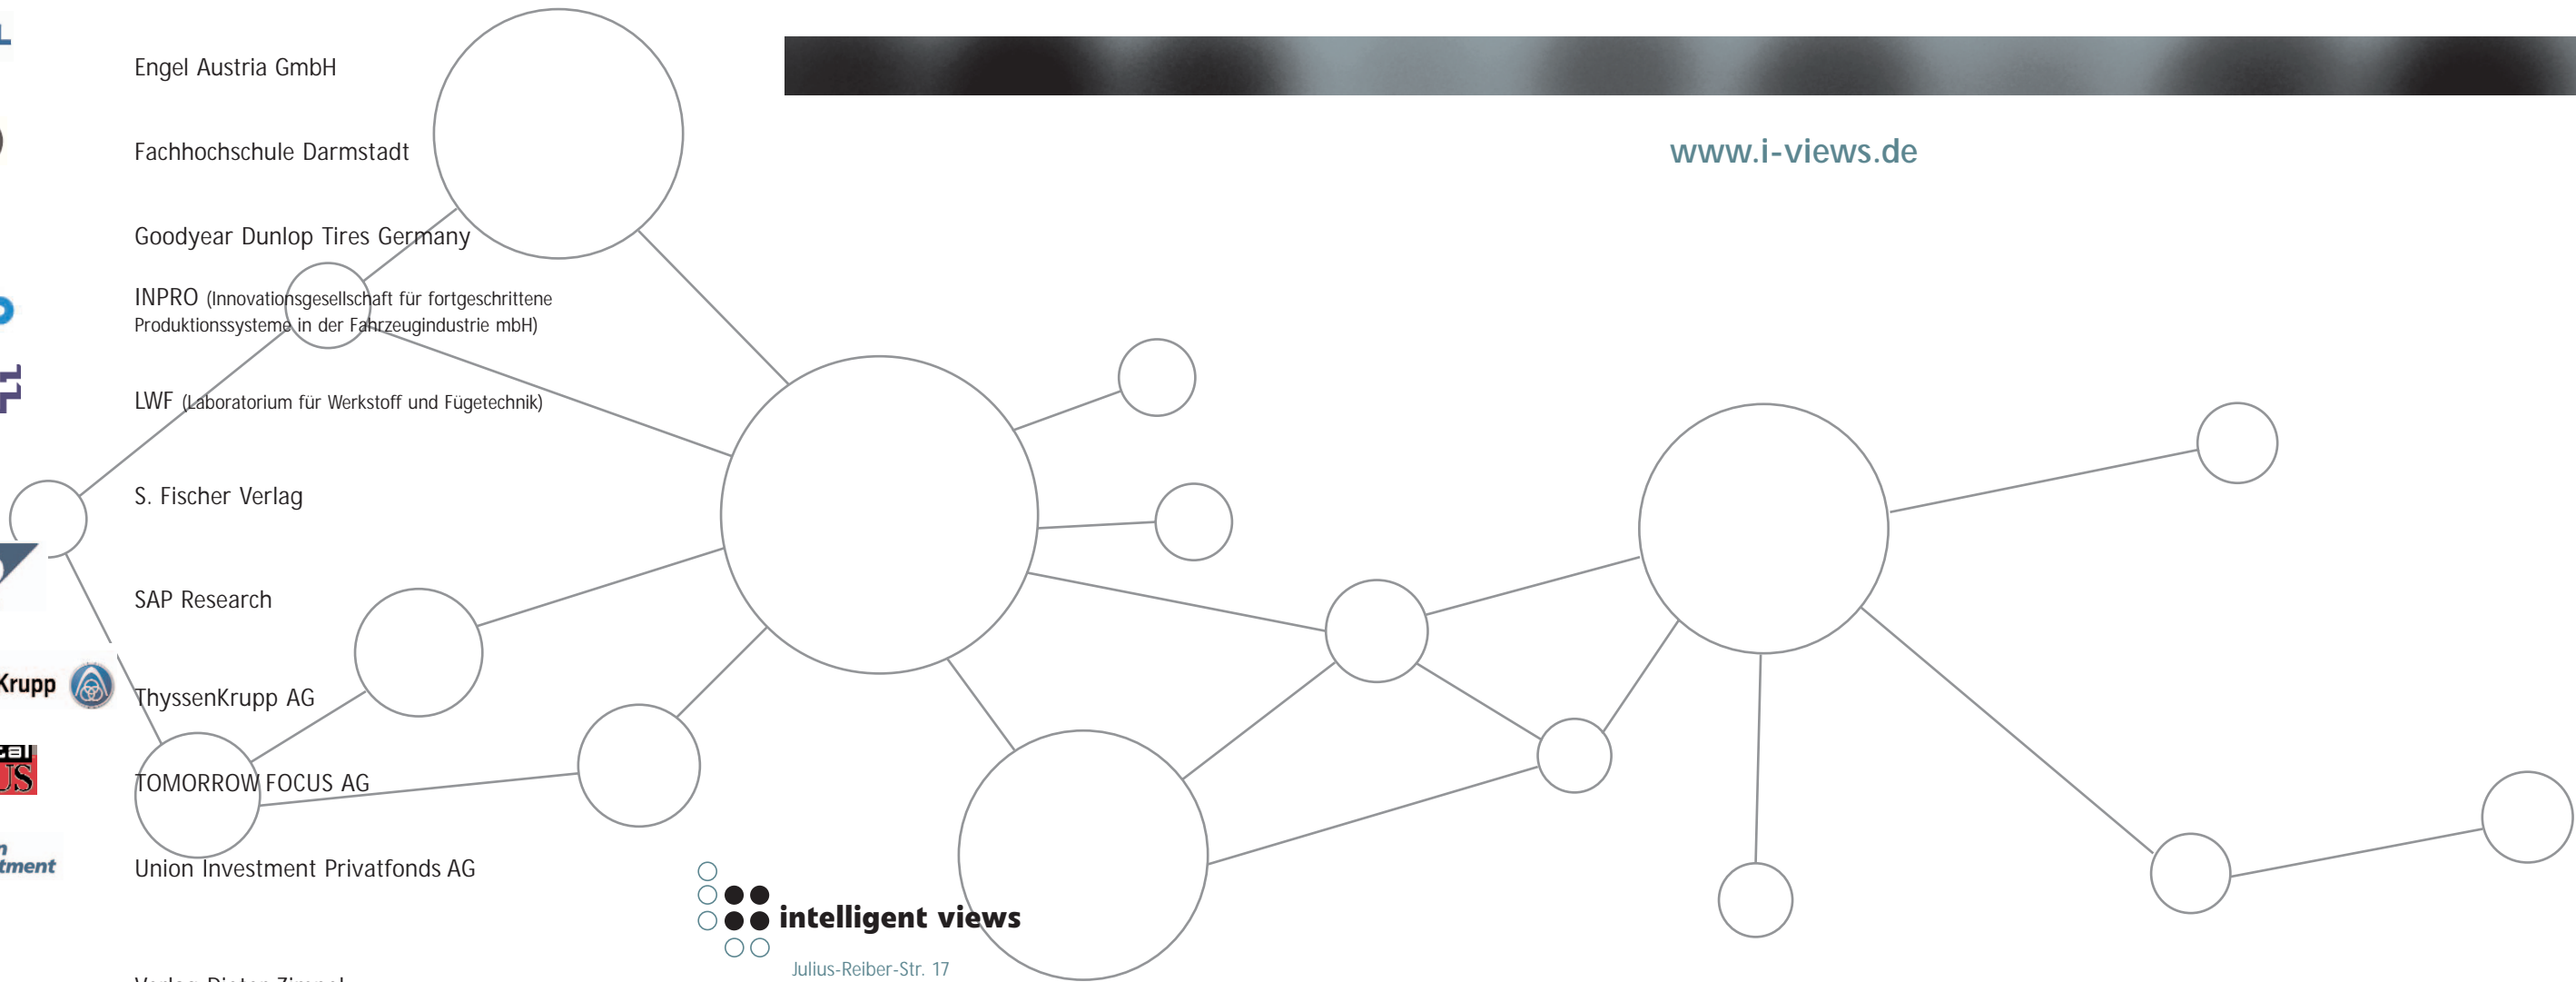 Engel Austria GmbH
Fachhochschule Darmstadt
Goodyear Dunlop Tires Germany
INPRO (Innovationsgesellschaft für fortgeschrittene
Produktionssysteme in der Fahrzeugindustrie mbH)
LWF (Laboratorium für Werkstoff und Fügetechnik)
S. Fischer Verlag
SAP Research
Krupp
ThyssenKrupp AG
TOMORROW FOCUS AG
tment
Union Investment Privatfonds AG
www.i-views.de
intelligent views
Julius-Reiber-Str. 17